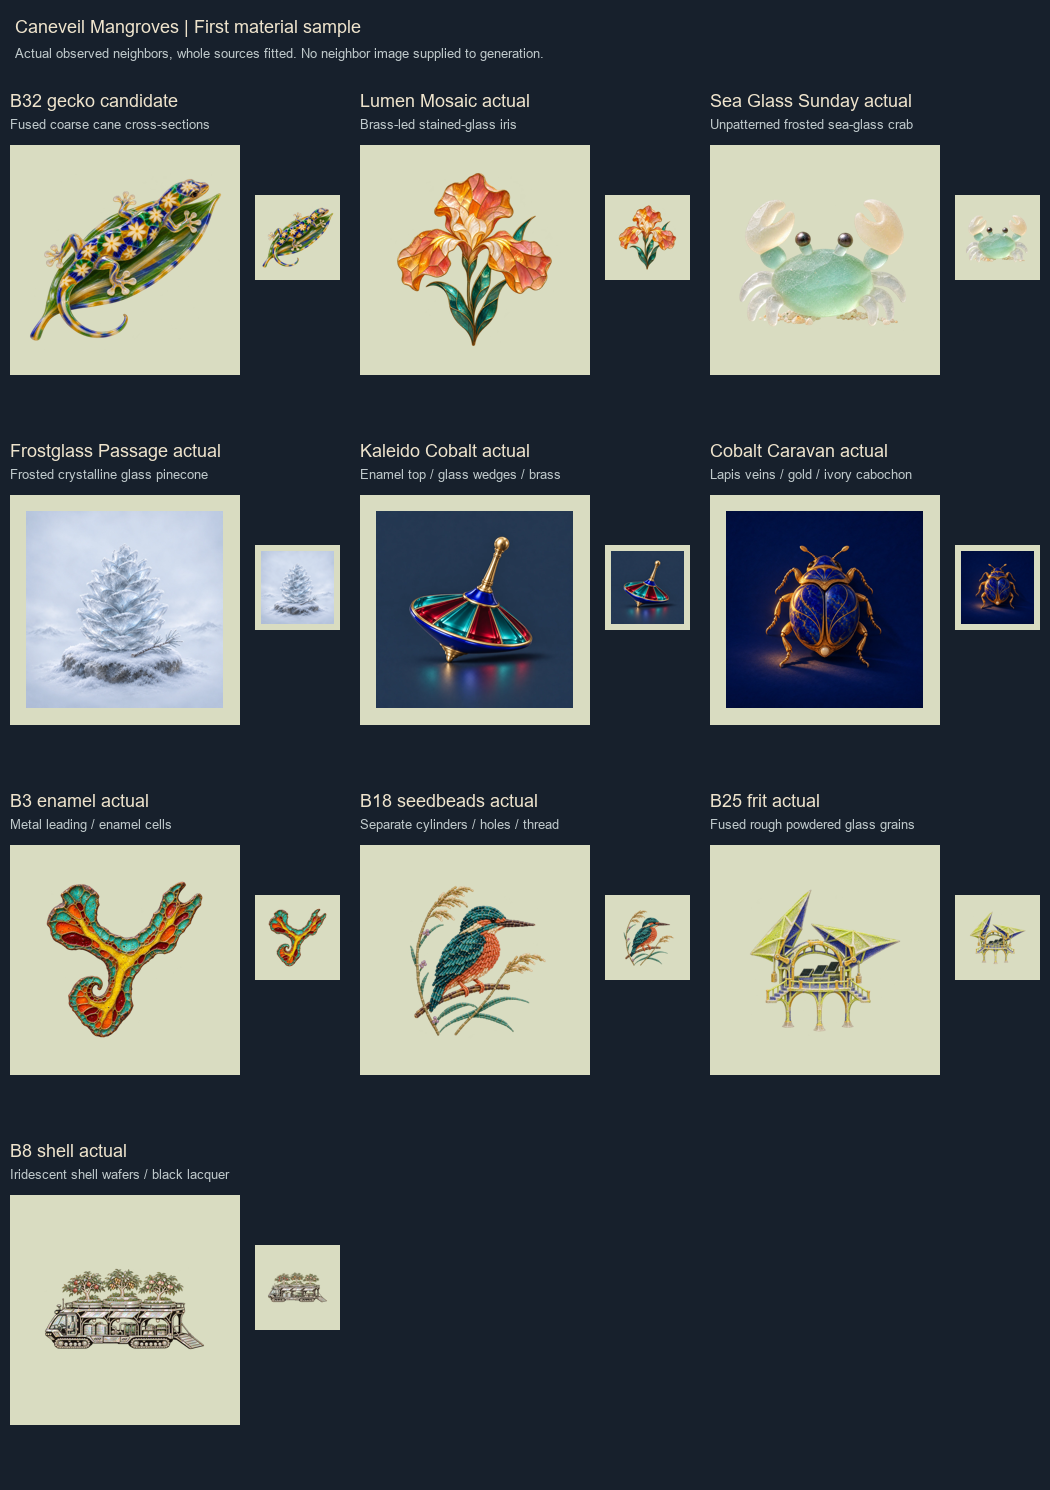 Caneveil Mangroves | First material sample
Actual observed neighbors, whole sources fitted. No neighbor image supplied to generation.
B32 gecko candidate
Fused coarse cane cross-sections
Lumen Mosaic actual
Brass-led stained-glass iris
Sea Glass Sunday actual
Unpatterned frosted sea-glass crab
Frostglass Passage actual
Frosted crystalline glass pinecone
Kaleido Cobalt actual
Enamel top / glass wedges / brass
Cobalt Caravan actual
Lapis veins / gold / ivory cabochon
B3 enamel actual
Metal leading / enamel cells
B18 seedbeads actual
Separate cylinders / holes / thread
B25 frit actual
Fused rough powdered glass grains
B8 shell actual
Iridescent shell wafers / black lacquer